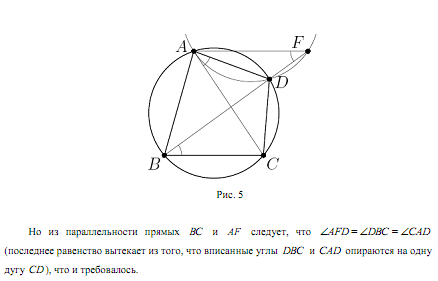 A F
D
B C
Рис. 5
Но из параллельности прямых BC и AF следует, что ∠AFD = ∠DBC = ∠CAD
(последнее равенство вытекает из того, что вписанные углы DBC и CAD опираются на одну
дугу CD), что и требовалось.